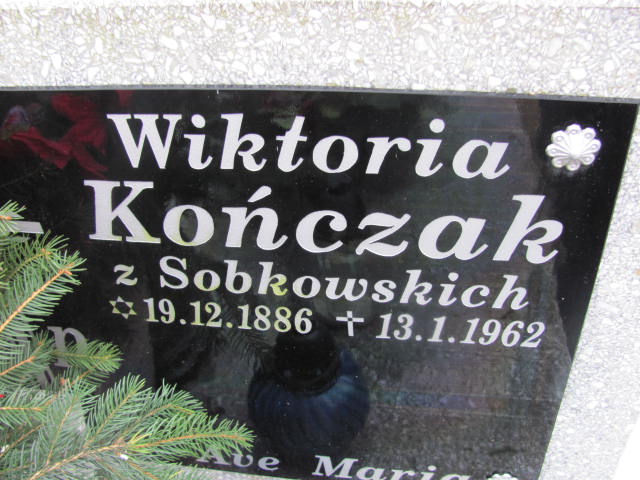 Wiktoria
Kończak
z Sobkowskich
✡ 19.12.1886 ✝ 13.1.1962
Ave Maria